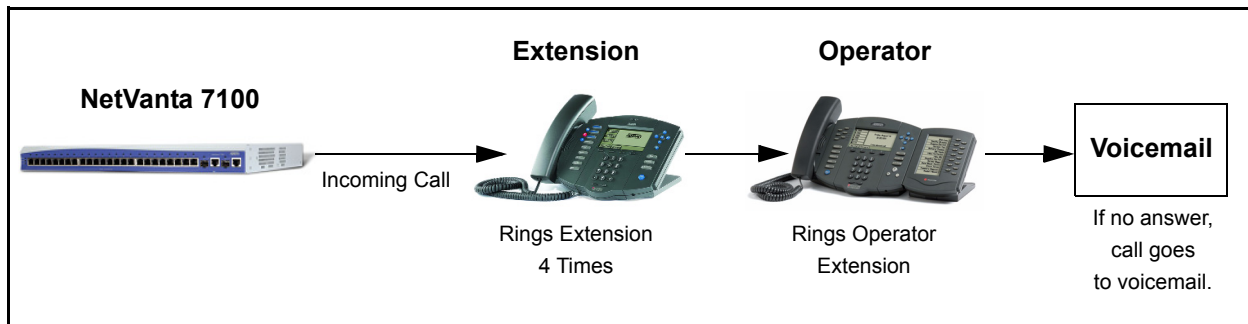 Extension
Operator
NetVanta 7100
Voicemail
Incoming Call
Rings Extension
4 Times
Rings Operator
Extension
If no answer,
call goes
to voicemail.